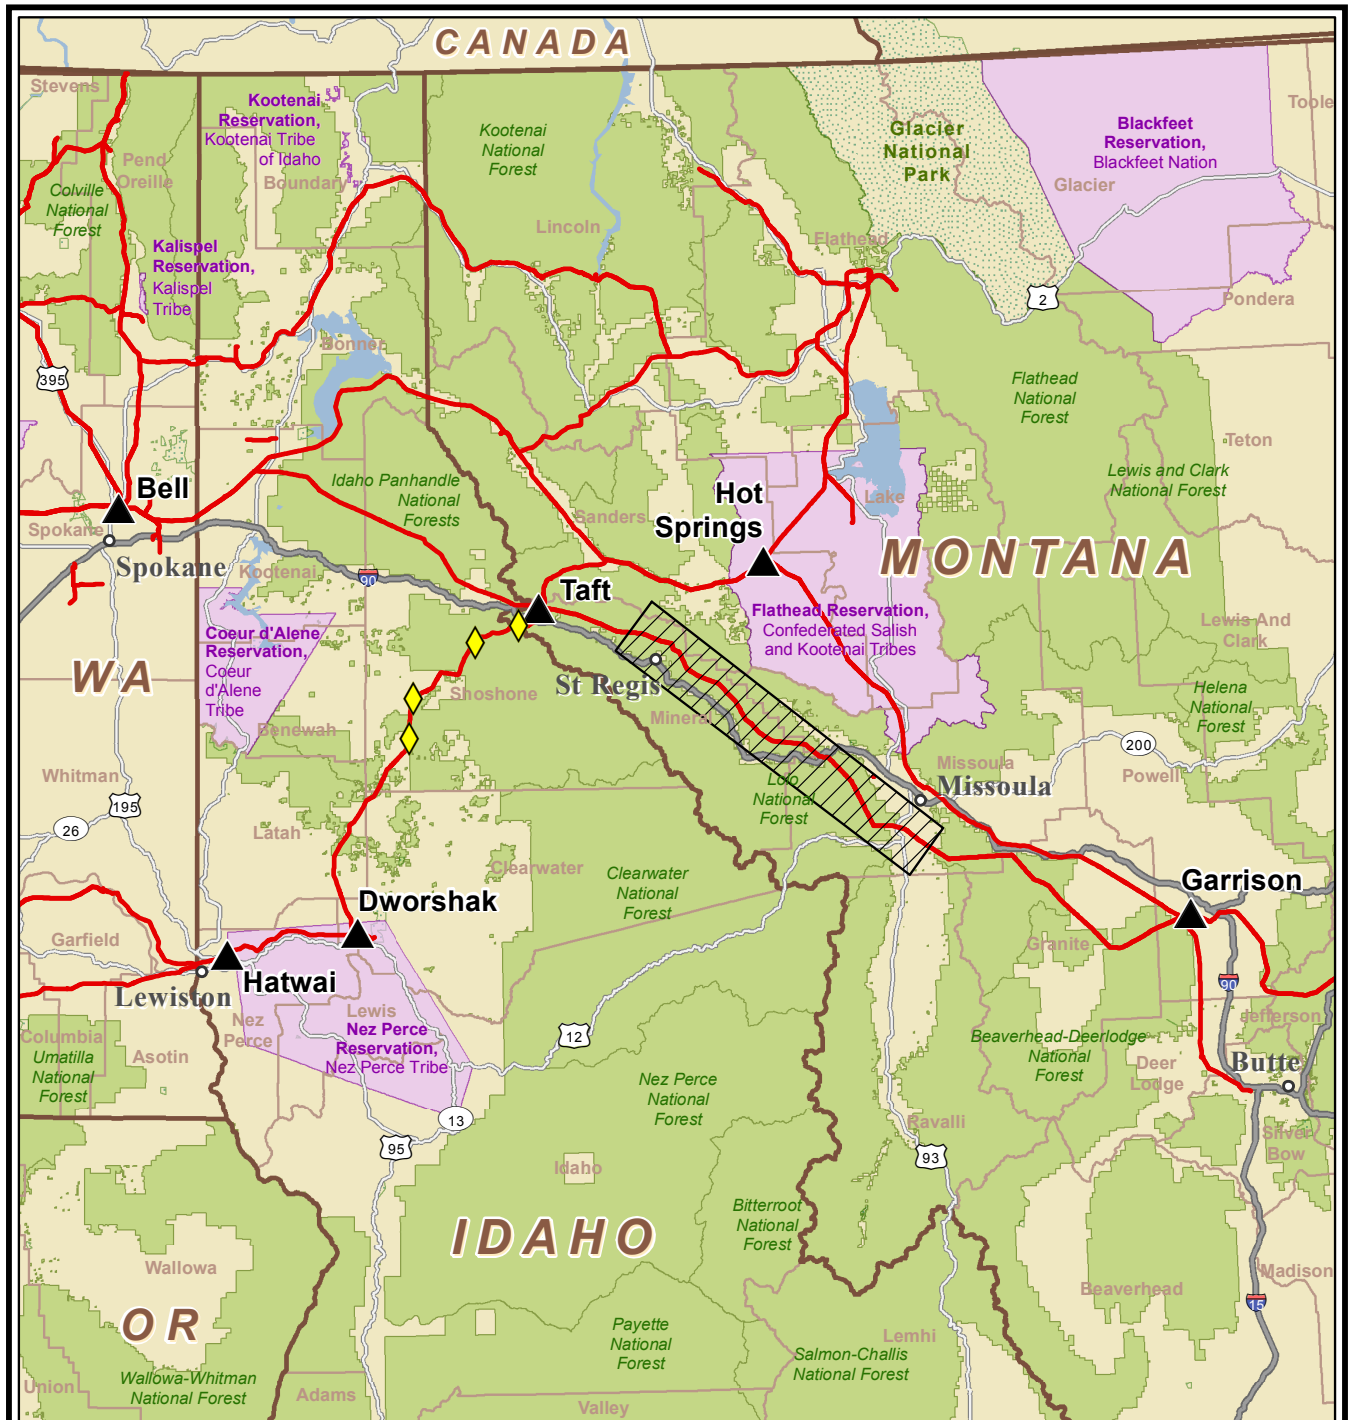 CANADA
Stevens
Kootenai
Reservation,
Kootenai Tribe
of Idaho
Boundary
Pend
Oreille
Colville
National
Forest
Kalispel
Reservation,
Kalispel
Tribe
Kootenai
National
Forest
Lincoln
Glacier
National
Park
Flathead
Blackfeet
Reservation,
Blackfeet Nation
Glacier
Toole
2
Pondera
395
Bonner
Flathead
National
Forest
Teton
Lewis and Clark
National Forest
Bell
Spokane
Spokane
Idaho Panhandle
National
Forests
Sanders
Hot
Springs
Lake
MONTANA
Kootenai
90
Taft
Flathead Reservation,
Confederated Salish
and Kootenai Tribes
Lewis And
Clark
Coeur d'Alene
Reservation,
Coeur
d'Alene
Tribe
WA
Shoshone
St Regis
Mineral
Helena
National
Forest
Benewah
200
Whitman
195
26
Latah
Lolo
National
Forest
Missoula
Missoula
Powell
Clearwater
Clearwater
National
Forest
Dworshak
Garrison
Garfield
Hatwai
Lewiston
Granite
90
Nez
Perce
Lewis
Nez Perce
Reservation,
Nez Perce Tribe
12
Columbia
Umatilla
National
Forest
Asotin
Jefferson
Beaverhead-Deerlodge
National
Forest
Deer
Lodge
Butte
Nez Perce
National
Forest
13
95
Ravalli
93
Silver
Bow
Idaho
IDAHO
Bitterroot
National
Forest
Wallowa
OR
Madison
Beaverhead
15
Payette
National
Forest
Lemhi
Salmon-Challis
National Forest
Union
Wallowa-Whitman
National Forest
Adams
Valley